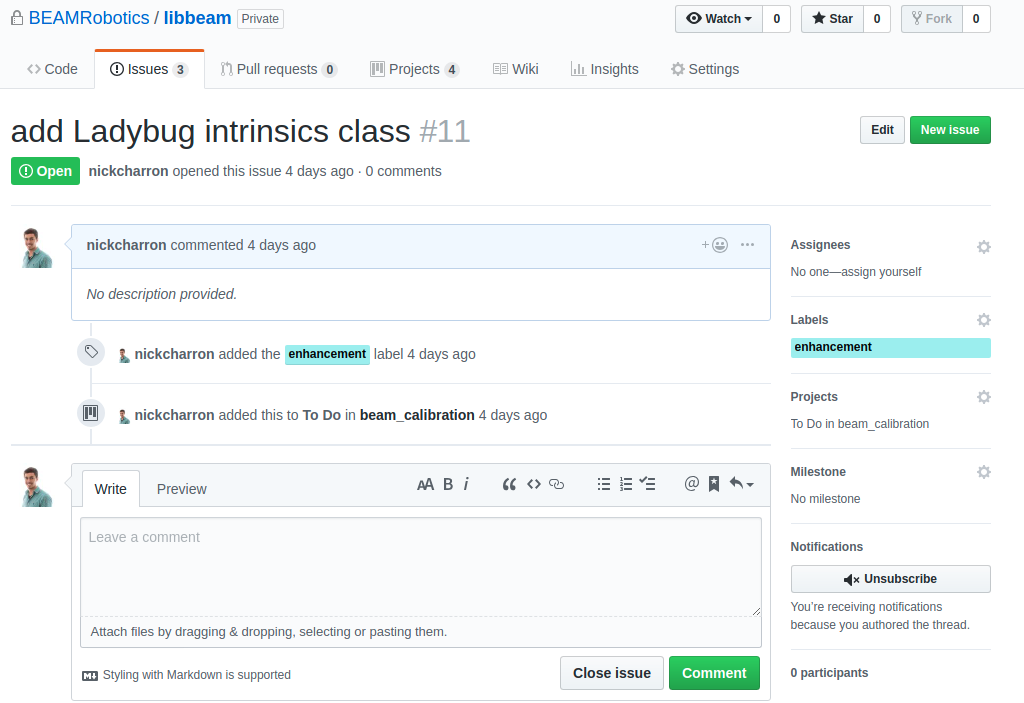 BEAMRobotics / libbeam Private
Watch 0 Star 0 Fork 0
Code Issues 3 Pull requests 0 Projects 4 Wiki Insights Settings
add Ladybug intrinsics class #11
Edit New issue
Open nickcharron opened this issue 4 days ago · 0 comments
nickcharron commented 4 days ago
No description provided.
nickcharron added the enhancement label 4 days ago
nickcharron added this to To Do in beam_calibration 4 days ago
Write Preview
AA B i
Leave a comment
Attach files by dragging & dropping, selecting or pasting them.
Styling with Markdown is supported
Close issue Comment
Assignees
No one—assign yourself
Labels
enhancement
Projects
To Do in beam_calibration
Milestone
No milestone
Notifications
Unsubscribe
You’re receiving notifications
because you authored the thread.
0 participants